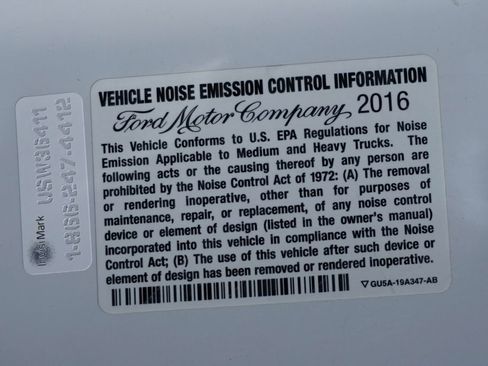 VEHICLE NOISE EMISSION CONTROL INFORMATION
Ford Motor Company 2016
This Vehicle Conforms to U.S. EPA Regulations for Noise
Emission Applicable to Medium and Heavy Trucks. The
following acts or the causing thereof by any person are
prohibited by the Noise Control Act of 1972: (A) The removal
or rendering inoperative, other than for purposes of
maintenance, repair, or replacement, of any noise control
device or element of design (listed in the owner's manual)
incorporated into this vehicle in compliance with the Noise
Control Act; (B) The use of this vehicle after such device or
element of design has been removed or rendered inoperative.
GU5A-19A347-AB
Mark
1-866-247-4412